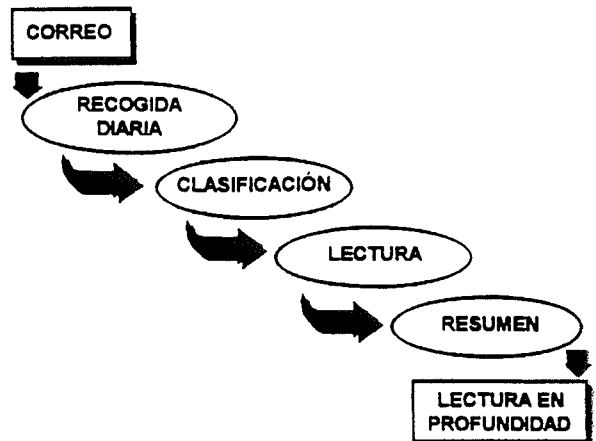 CORREO
RECOGIDA
DIARIA
CLASIFICACIÓN
LECTURA
RESUMEN
LECTURA EN
PROFUNDIDAD